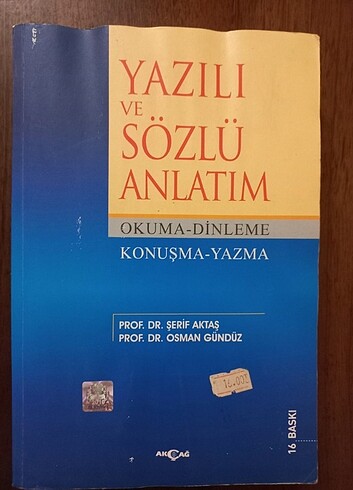 YAZILI
VE
SÖZLÜ
ANLATIM
OKUMA-DİNLEME
KONUŞMA-YAZMA
PROF. DR. ŞERİF AKTAŞ
PROF. DR. OSMAN GÜNDÜZ
16 BASKI
AKÇAĞ